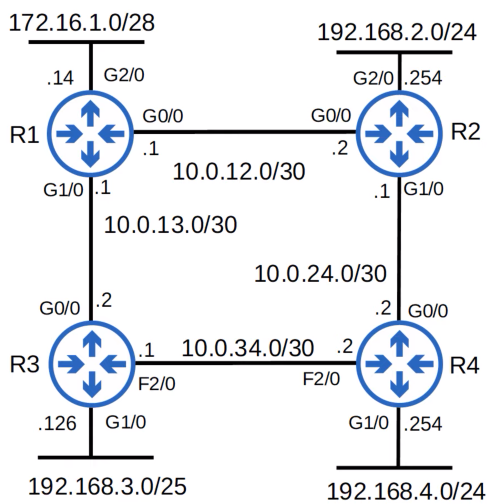 172.16.1.0/28
192.168.2.0/24
.14
G2/0
G2/0
.254
R1
G0/0
G0/0
R2
.1
.2
10.0.12.0/30
G1/0
.1
.1
G1/0
10.0.13.0/30
10.0.24.0/30
G0/0
.2
.2
G0/0
R3
.1
10.0.34.0/30
.2
R4
F2/0
F2/0
.126
G1/0
G1/0
.254
192.168.3.0/25
192.168.4.0/24